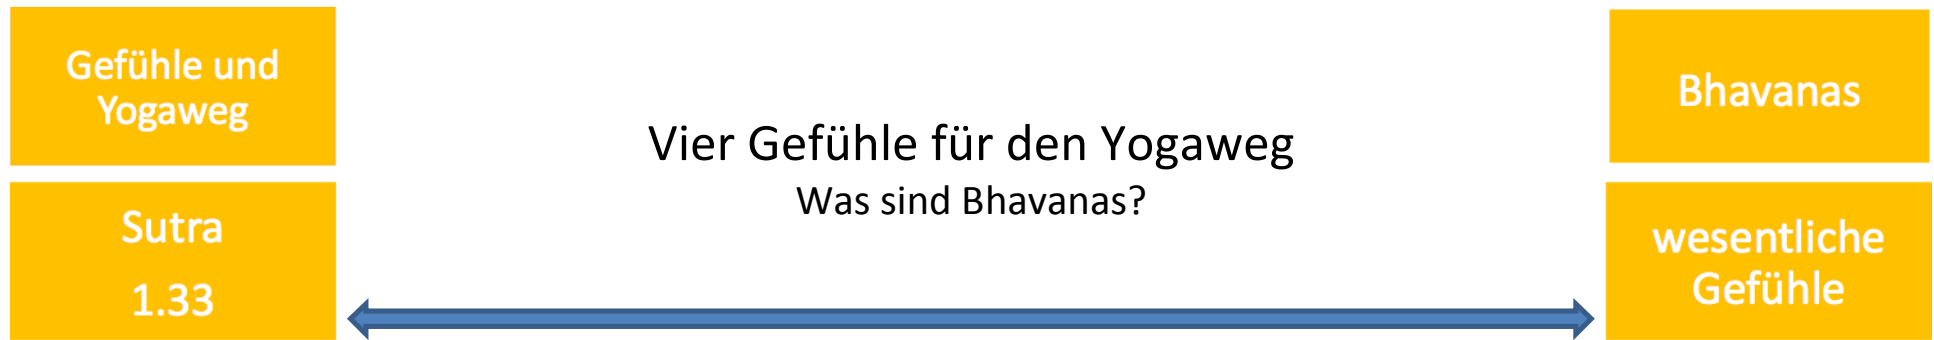 Gefühle und
Yogaweg
Sutra
1.33
Vier Gefühle für den Yogaweg
Was sind Bhavanas?
Bhavanas
wesentliche
Gefühle